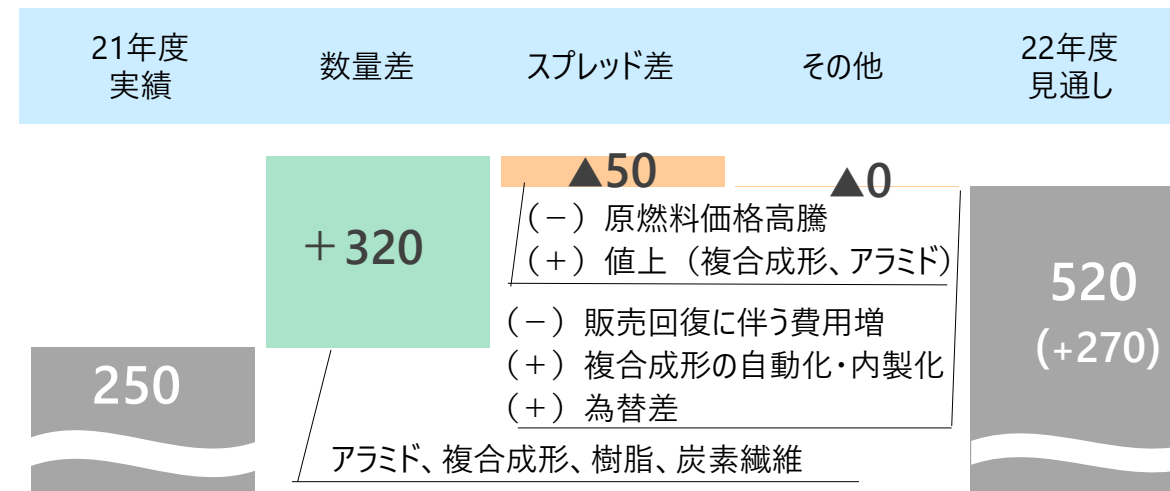 21年度
実績
数量差
スプレッド差
その他
22年度
見通し
＋320
▲50
▲0
（－）原燃料価格高騰
（＋）値上（複合成形、アラミド）
（－）販売回復に伴う費用増
（＋）複合成形の自動化・内製化
（＋）為替差
アラミド、複合成形、樹脂、炭素繊維
250
520
(+270)